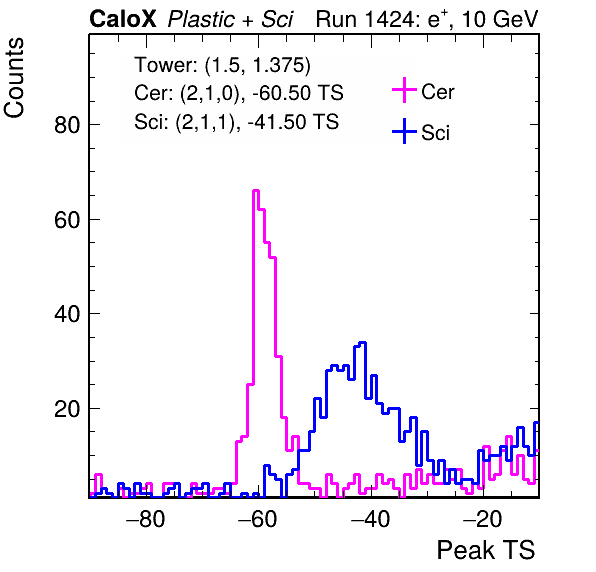 CaloX Plastic + Sci Run 1424: e⁺, 10 GeV
Counts
Tower: (1.5, 1.375)
Cer: (2,1,0), -60.50 TS
Sci: (2,1,1), -41.50 TS
Cer
Sci
80
60
40
20
−80 −60 −40 −20
Peak TS